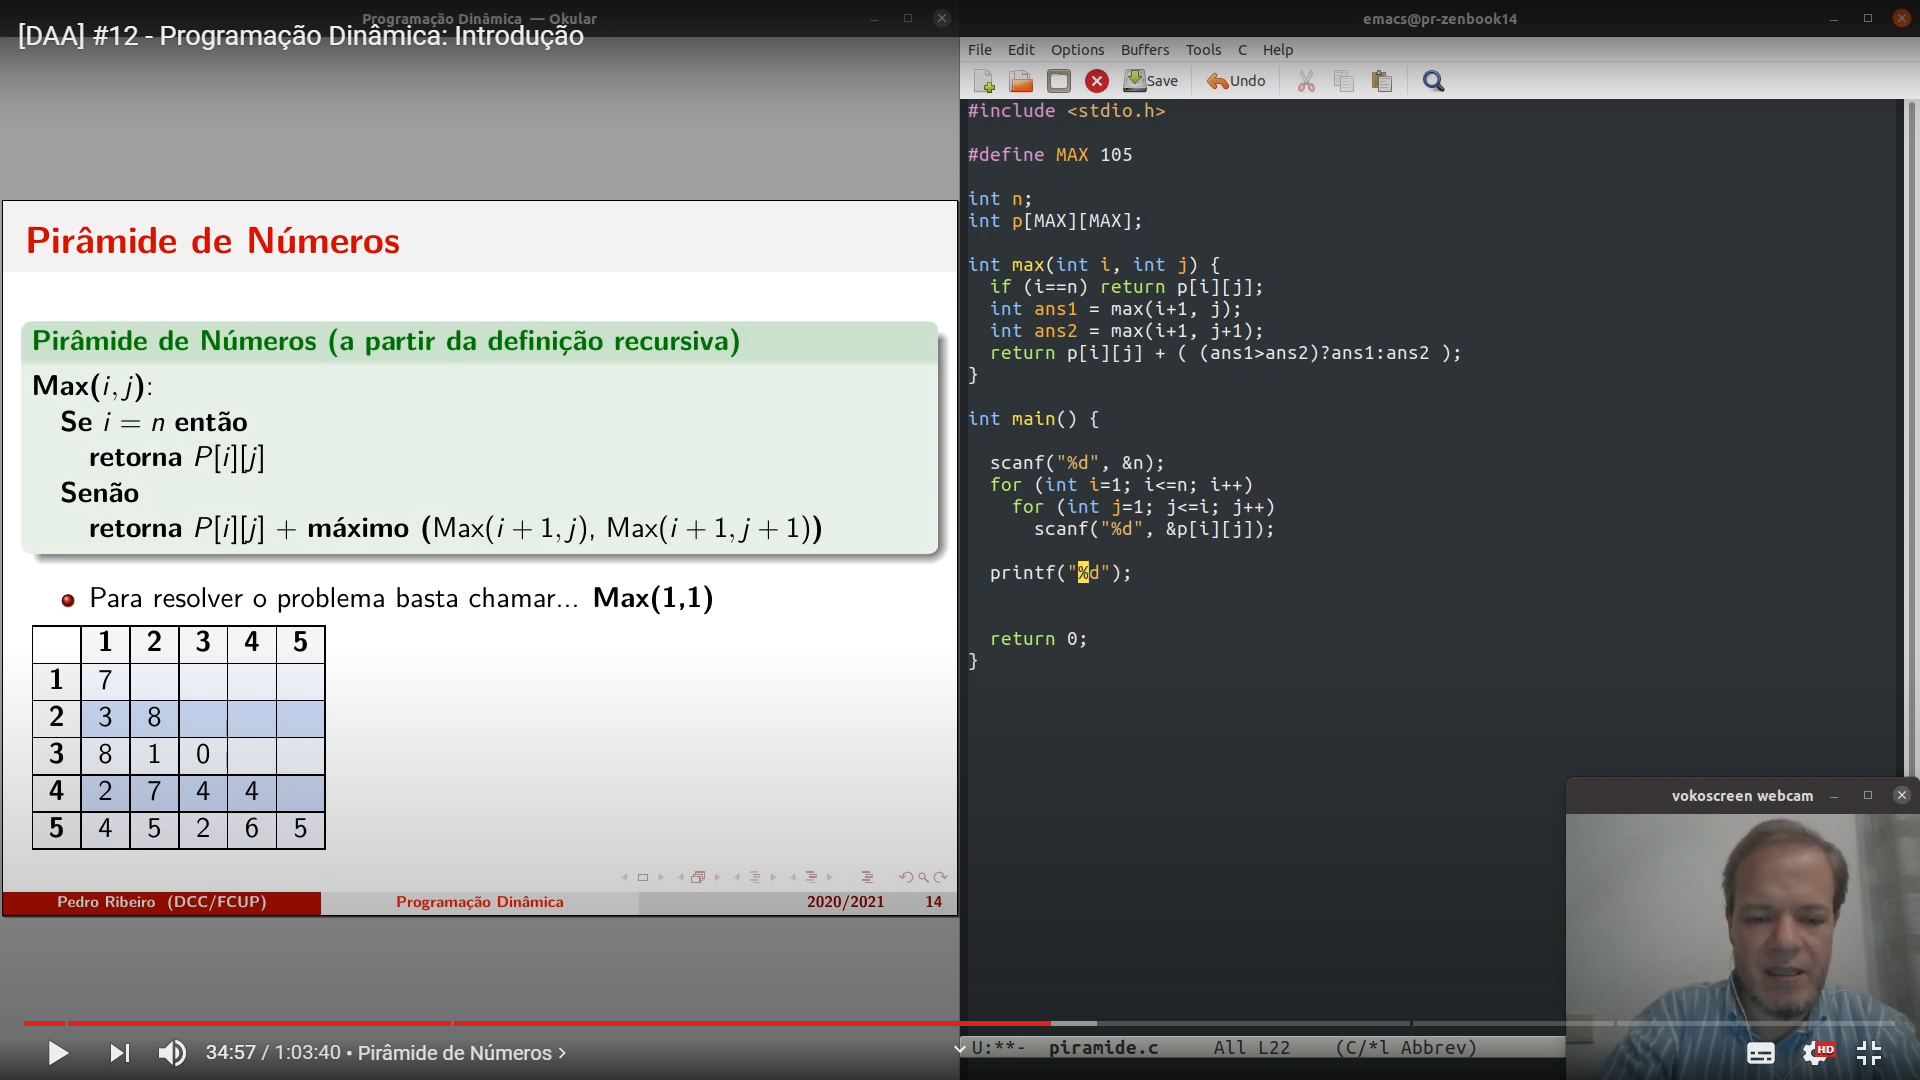 Programação Dinâmica — Okular
[DAA] #12 - Programação Dinâmica: Introdução
Pirâmide de Números
Pirâmide de Números (a partir da definição recursiva)
Max(i, j):
Se i = n então
retorna P[i][j]
Senão
retorna P[i][j] + máximo (Max(i + 1, j), Max(i + 1, j + 1))
Para resolver o problema basta chamar... Max(1,1)
1 2 3 4 5
1 7
2 3 8
3 8 1 0
4 2 7 4 4
5 4 5 2 6 5
Pedro Ribeiro (DCC/FCUP) Programação Dinâmica 2020/2021 14
emacs@pr-zenbook14
File Edit Options Buffers Tools C Help
Save Undo
#include <stdio.h>
#define MAX 105
int n;
int p[MAX][MAX];
int max(int i, int j) {
if (i==n) return p[i][j];
int ans1 = max(i+1, j);
int ans2 = max(i+1, j+1);
return p[i][j] + ( (ans1>ans2)?ans1:ans2 );
}
int main() {
scanf("%d", &n);
for (int i=1; i<=n; i++)
for (int j=1; j<=i; j++)
scanf("%d", &p[i][j]);
printf("%d");
return 0;
}
U:**- piramide.c All L22 (C/*l Abbrev)
vokoscreen webcam
34:57 / 1:03:40 • Pirâmide de Números >
HD